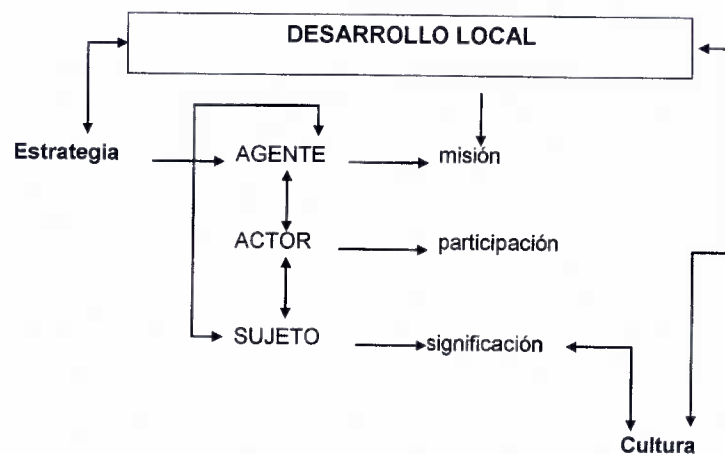 DESARROLLO LOCAL
Estrategia
AGENTE
misión
ACTOR
participación
SUJETO
significación
Cultura